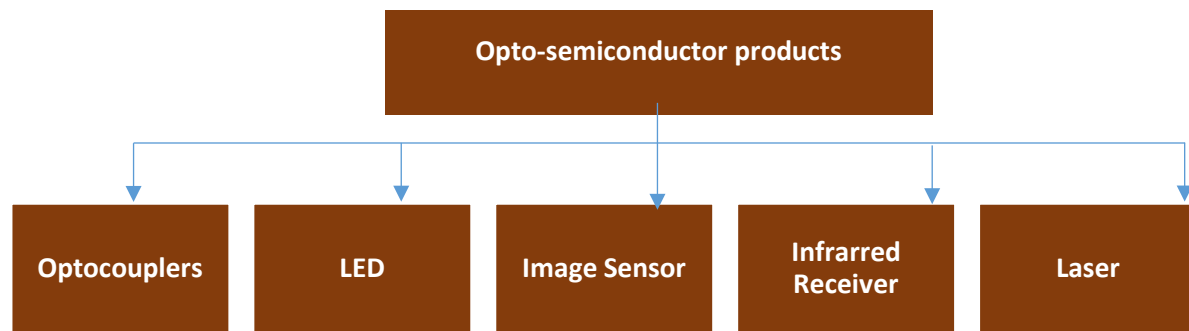 Opto-semiconductor products
Optocouplers
LED
Image Sensor
Infrarred
Receiver
Laser